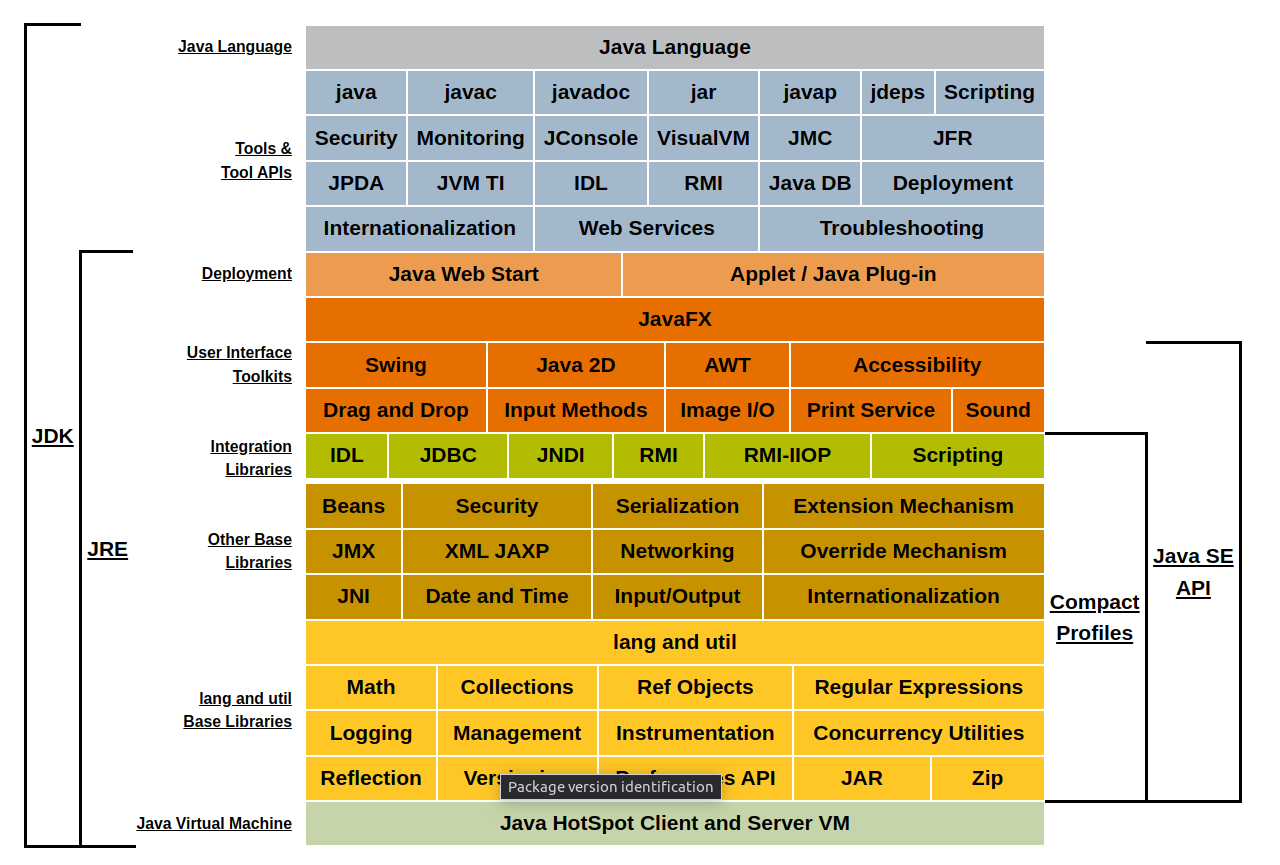 Java Language
Java Language
java javac javadoc jar javap jdeps Scripting
Security Monitoring JConsole VisualVM JMC JFR
Tools &
Tool APIs
JPDA JVM TI IDL RMI Java DB Deployment
Internationalization Web Services Troubleshooting
Deployment
Java Web Start Applet / Java Plug-in
JavaFX
User Interface
Toolkits
Swing Java 2D AWT Accessibility
Drag and Drop Input Methods Image I/O Print Service Sound
JDK
Integration
Libraries
IDL JDBC JNDI RMI RMI-IIOP Scripting
Beans Security Serialization Extension Mechanism
JRE
Other Base
Libraries
JMX XML JAXP Networking Override Mechanism
Java SE
API
JNI Date and Time Input/Output Internationalization
Compact
Profiles
lang and util
lang and util
Base Libraries
Math Collections Ref Objects Regular Expressions
Logging Management Instrumentation Concurrency Utilities
Reflection API JAR Zip
Package version identification
Java Virtual Machine
Java HotSpot Client and Server VM